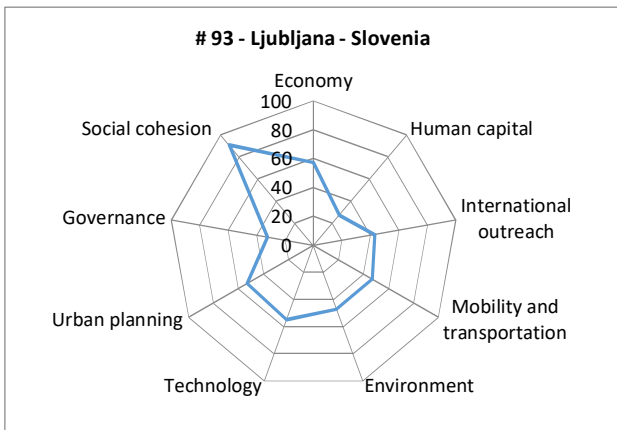 # 93 - Ljubljana - Slovenia
Economy
100
80
60
40
20
0
Human capital
International
outreach
Mobility and
transportation
Environment
Technology
Urban planning
Governance
Social cohesion